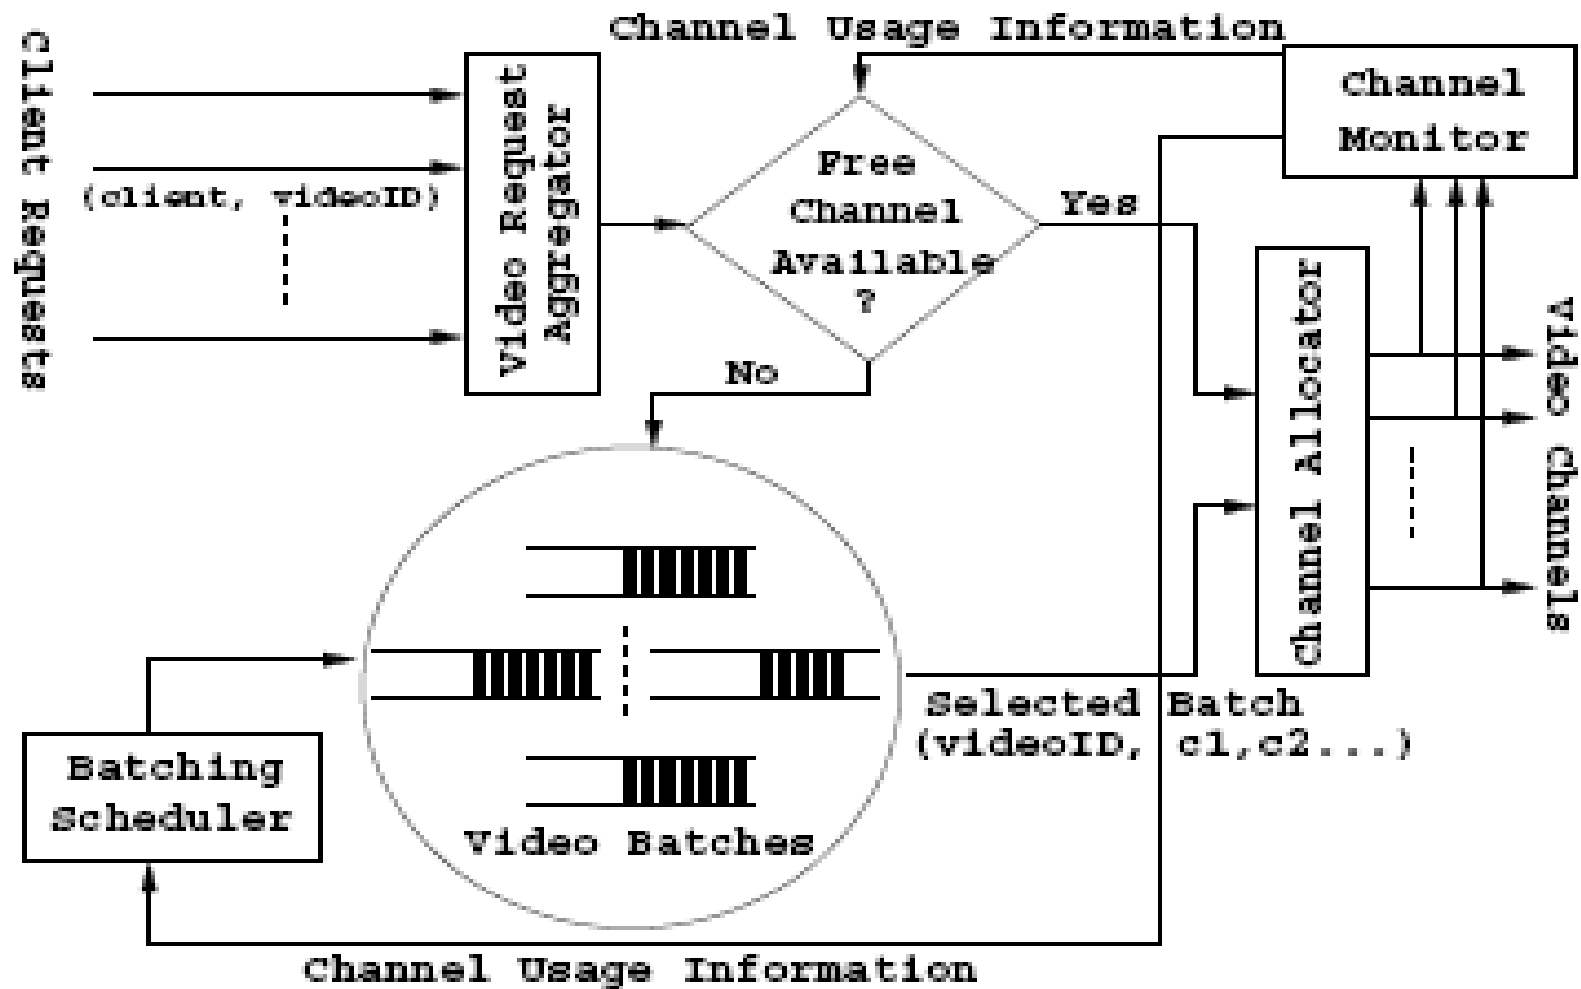 Channel Usage Information
Client Requests
(client, videoID)
Video Request
Aggregator
Free
Channel
Available
?
Yes
No
Channel
Monitor
Channel Allocator
Video Channels
Selected Batch
(videoID, c1,c2...)
Batching
Scheduler
Video Batches
Channel Usage Information